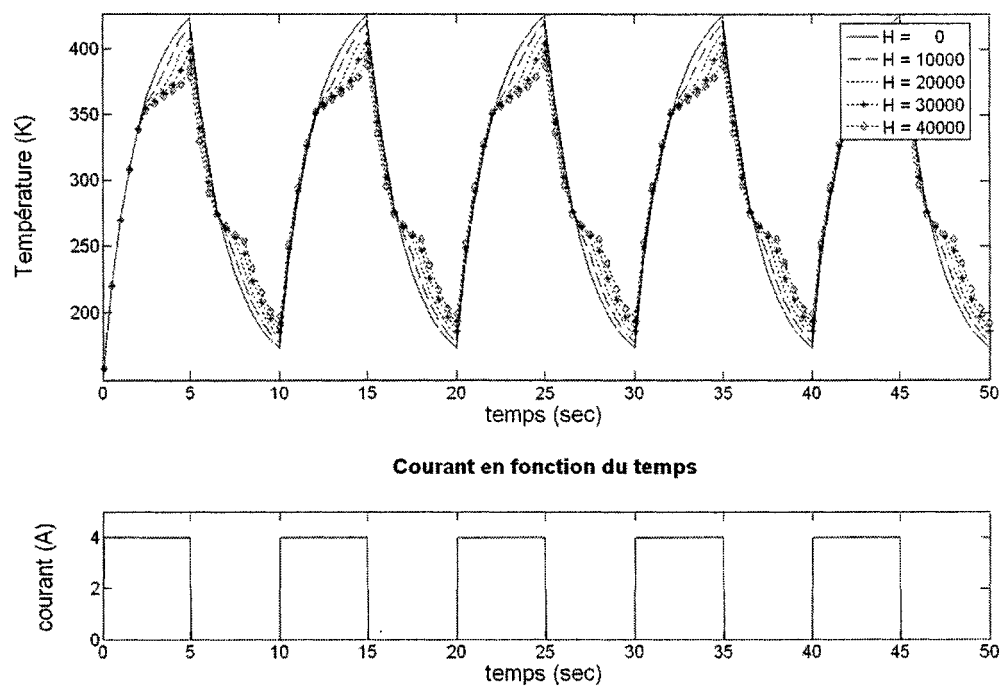 400
350
300
250
200
Température (K)
H = 0
H = 10000
H = 20000
H = 30000
H = 40000
0 5 10 15 20 25 30 35 40 45 50
temps (sec)
Courant en fonction du temps
4
2
0
courant (A)
0 5 10 15 20 25 30 35 40 45 50
temps (sec)